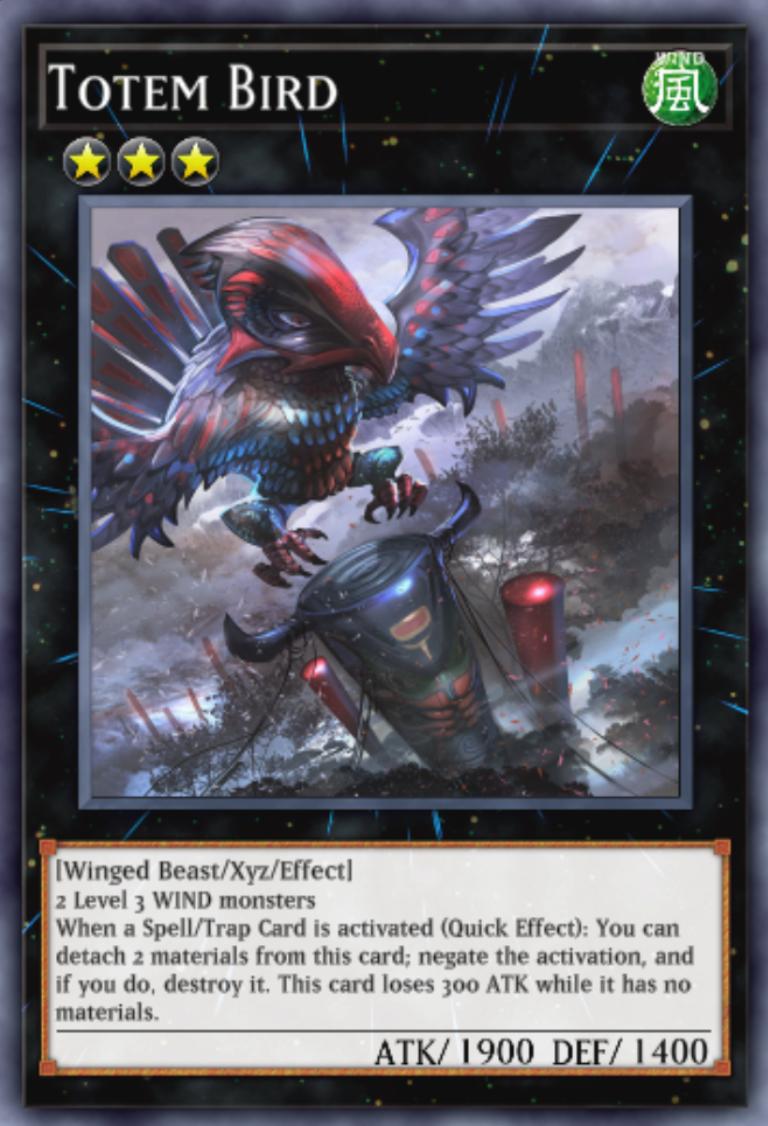 Totem Bird
WIND
風
[Winged Beast/Xyz/Effect]
2 Level 3 WIND monsters
When a Spell/Trap Card is activated (Quick Effect): You can
detach 2 materials from this card; negate the activation, and
if you do, destroy it. This card loses 300 ATK while it has no
materials.
ATK/ 1900 DEF/ 1400